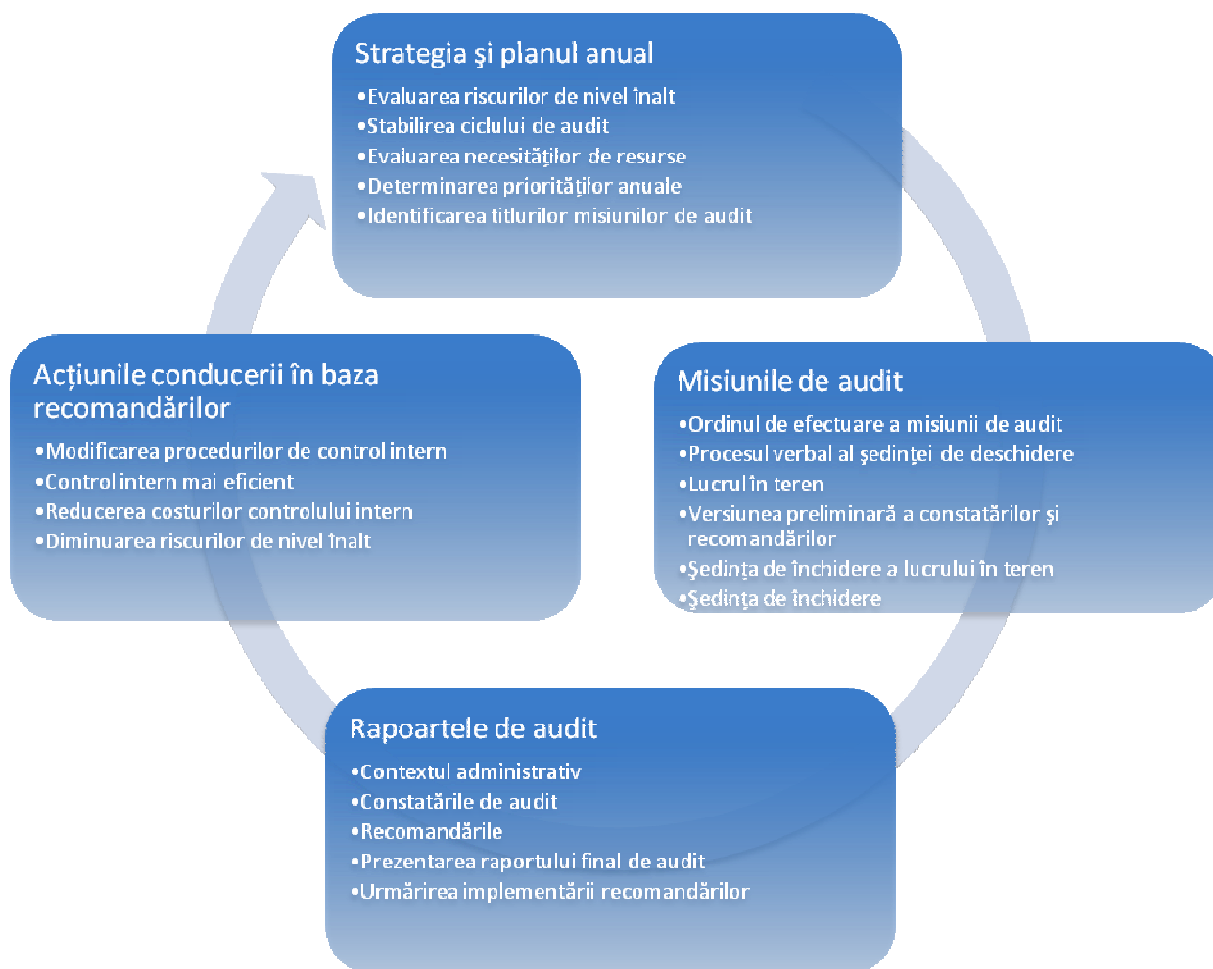 Strategia şi planul anual
•Evaluarea riscurilor de nivel înalt
•Stabilirea ciclului de audit
•Evaluarea necesităţilor de resurse
•Determinarea priorităţilor anuale
•Identificarea titlurilor misiunilor de audit
Misiunile de audit
•Ordinul de efectuare a misiunii de audit
•Procesul verbal al şedinţei de deschidere
•Lucrul în teren
•Versiunea preliminară a constatărilor şi
recomandărilor
•Şedinţa de închidere a lucrului în teren
•Şedinţa de închidere
Rapoartele de audit
•Contextul administrativ
•Constatările de audit
•Recomandările
•Prezentarea raportului final de audit
•Urmărirea implementării recomandărilor
Acţiunile conducerii în baza
recomandărilor
•Modificarea procedurilor de control intern
•Control intern mai eficient
•Reducerea costurilor controlului intern
•Diminuarea riscurilor de nivel înalt